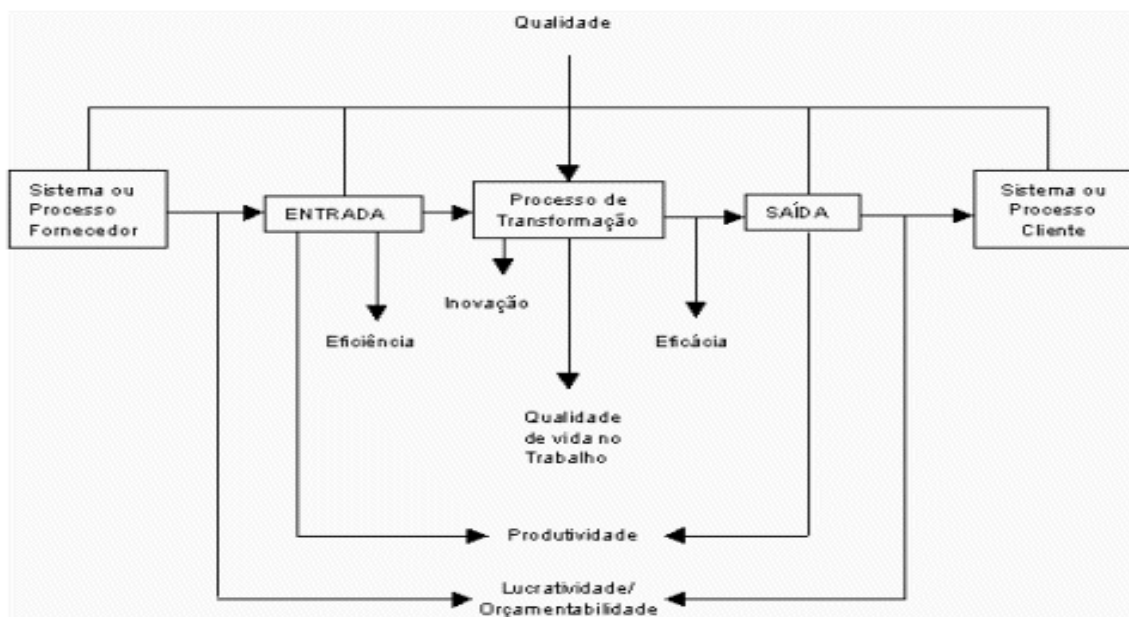 Qualidade
Sistema ou
Processo
Fornecedor
ENTRADA
Processo de
Transformação
SAÍDA
Sistema ou
Processo
Cliente
Inovação
Eficiência
Eficácia
Qualidade
de vida no
Trabalho
Produtividade
Lucratividade/
Orçamentabilidade